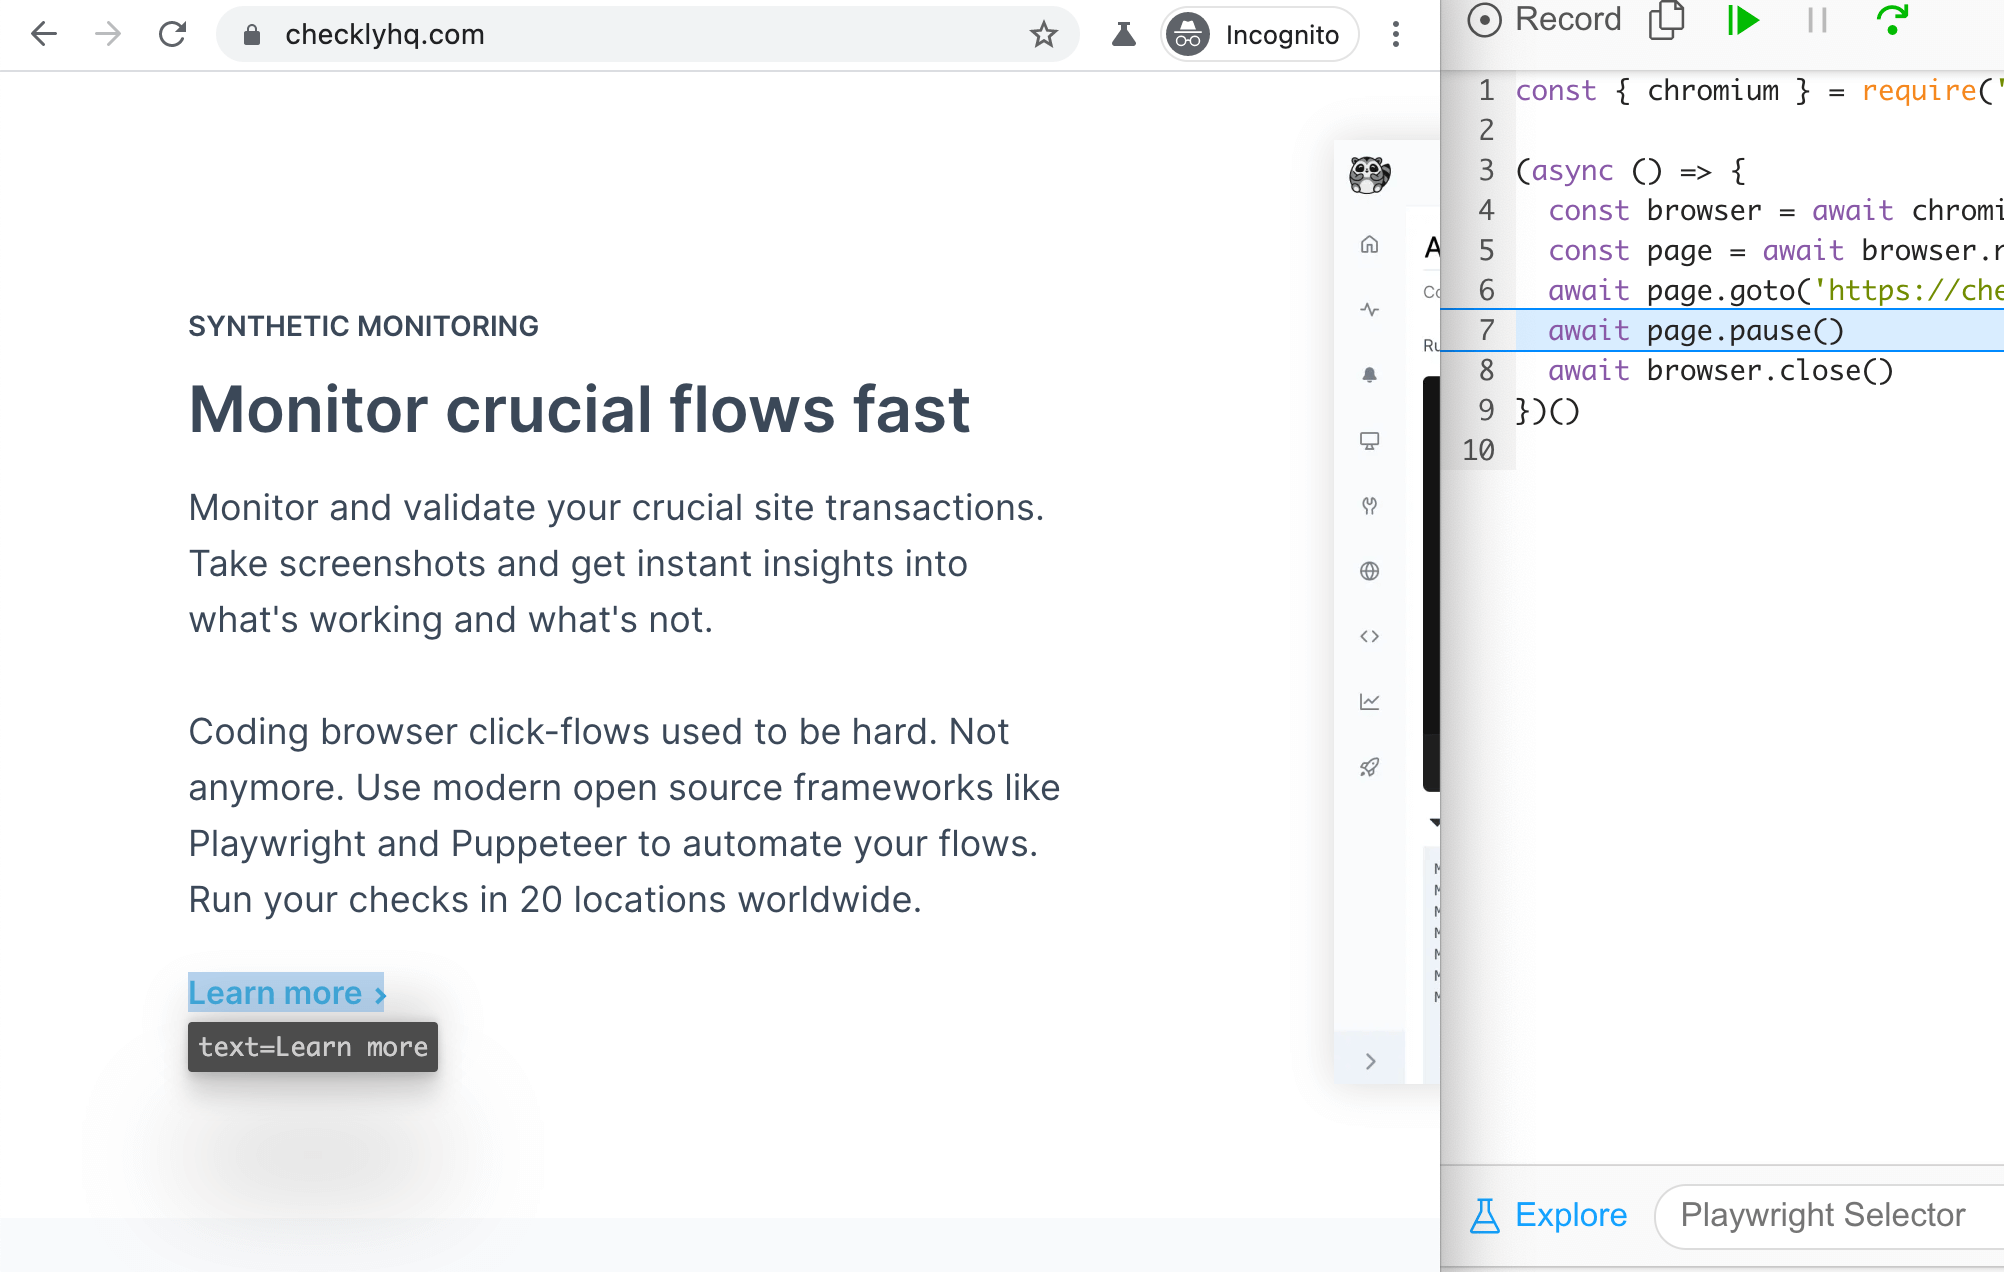 checklyhq.com
Incognito
SYNTHETIC MONITORING
Monitor crucial flows fast
Monitor and validate your crucial site transactions.
Take screenshots and get instant insights into
what's working and what's not.
Coding browser click-flows used to be hard. Not
anymore. Use modern open source frameworks like
Playwright and Puppeteer to automate your flows.
Run your checks in 20 locations worldwide.
Learn more ›
text=Learn more
A
Record
1 const { chromium } = require('
2
3 (async () => {
4 const browser = await chromi
5 const page = await browser.
6 await page.goto('https://che
7 await page.pause()
8 await browser.close()
9 })()
10
Explore
Playwright Selector